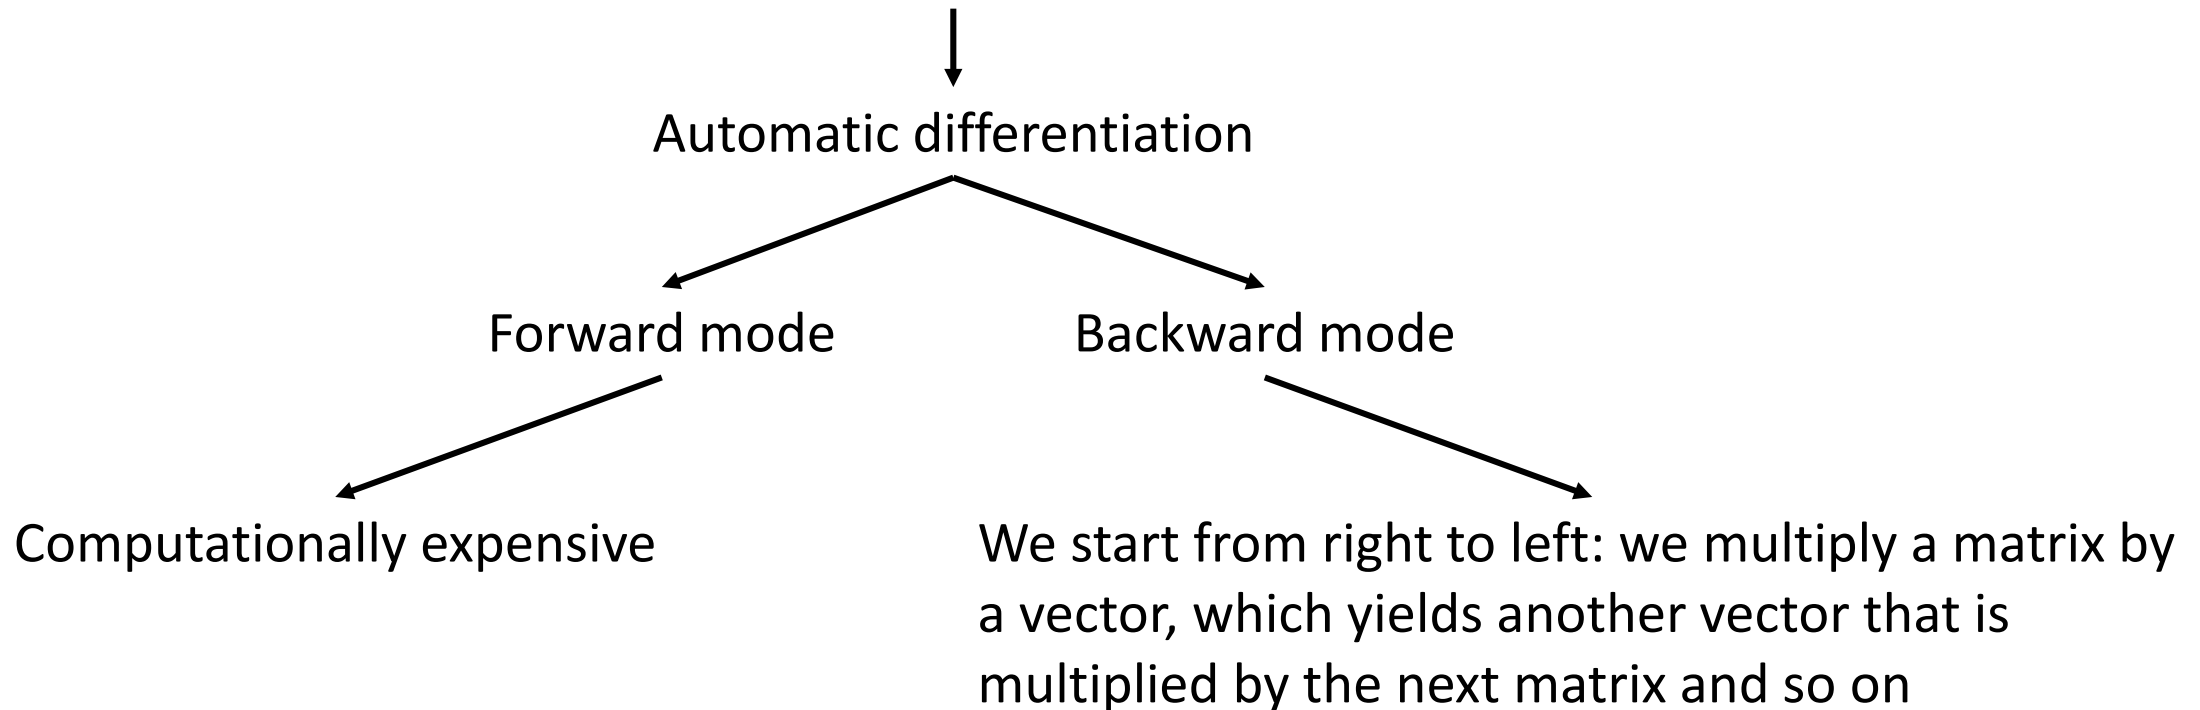 Automatic differentiation
Forward mode
Backward mode
Computationally expensive
We start from right to left: we multiply a matrix by
a vector, which yields another vector that is
multiplied by the next matrix and so on